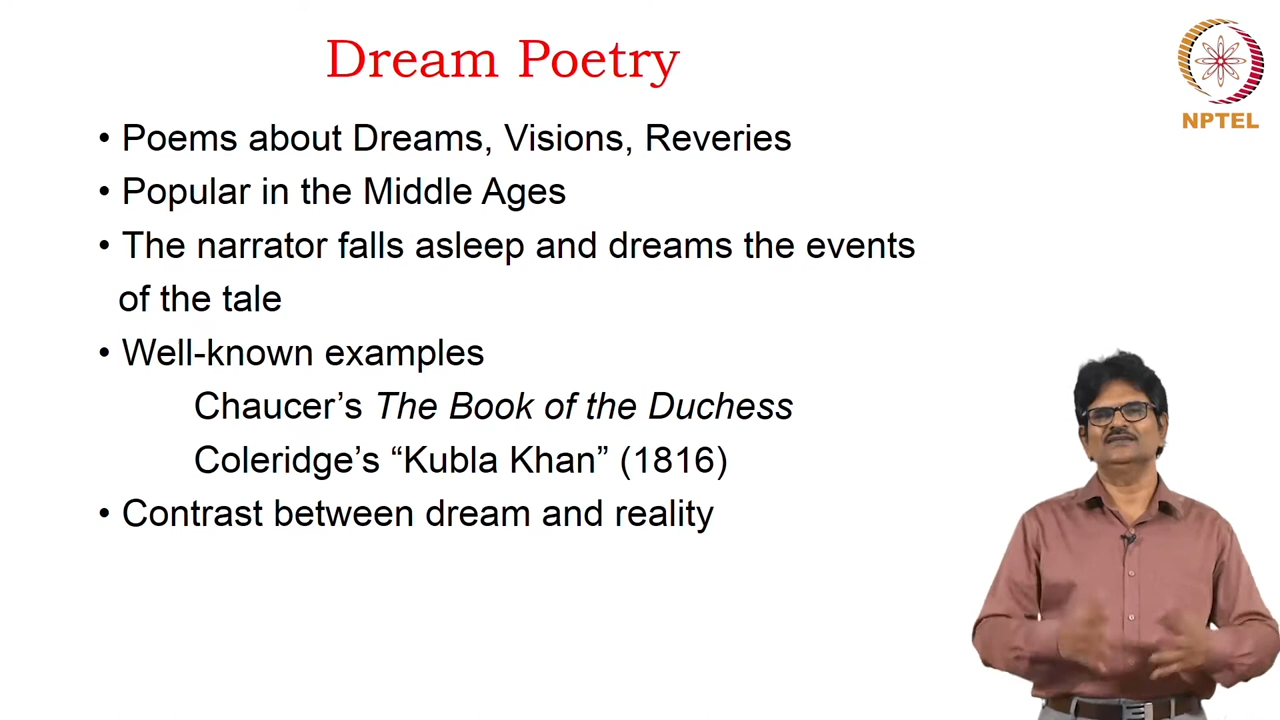 Dream Poetry
NPTEL
• Poems about Dreams, Visions, Reveries
• Popular in the Middle Ages
• The narrator falls asleep and dreams the events
of the tale
• Well-known examples
Chaucer’s The Book of the Duchess
Coleridge’s “Kubla Khan” (1816)
• Contrast between dream and reality